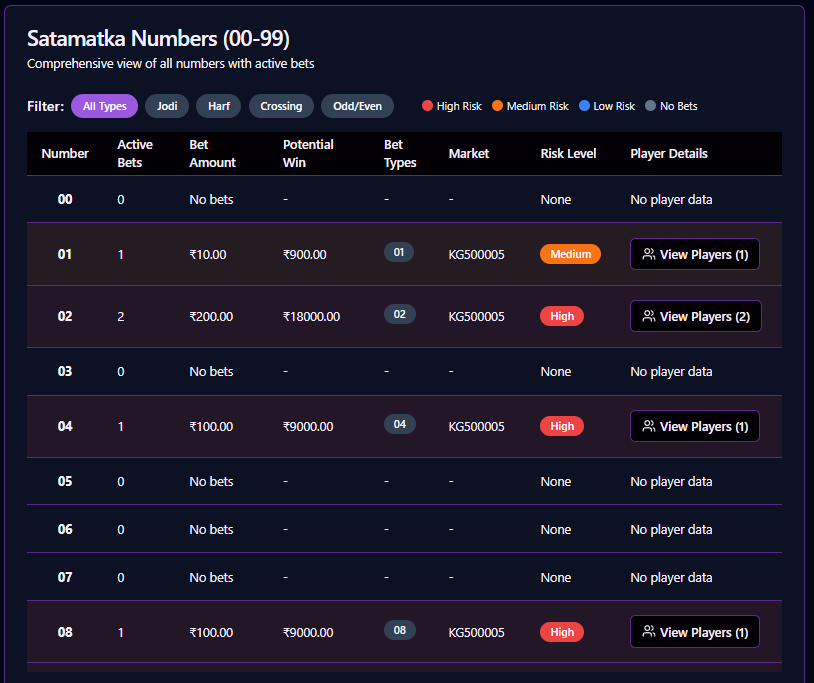 Satamatka Numbers (00-99)
Comprehensive view of all numbers with active bets
Filter: All Types Jodi Harf Crossing Odd/Even High Risk Medium Risk Low Risk No Bets
Number Active Bets Bet Amount Potential Win Bet Types Market Risk Level Player Details
00 0 No bets - - - None No player data
01 1 ₹10.00 ₹900.00 01 KG500005 Medium View Players (1)
02 2 ₹200.00 ₹18000.00 02 KG500005 High View Players (2)
03 0 No bets - - - None No player data
04 1 ₹100.00 ₹9000.00 04 KG500005 High View Players (1)
05 0 No bets - - - None No player data
06 0 No bets - - - None No player data
07 0 No bets - - - None No player data
08 1 ₹100.00 ₹9000.00 08 KG500005 High View Players (1)